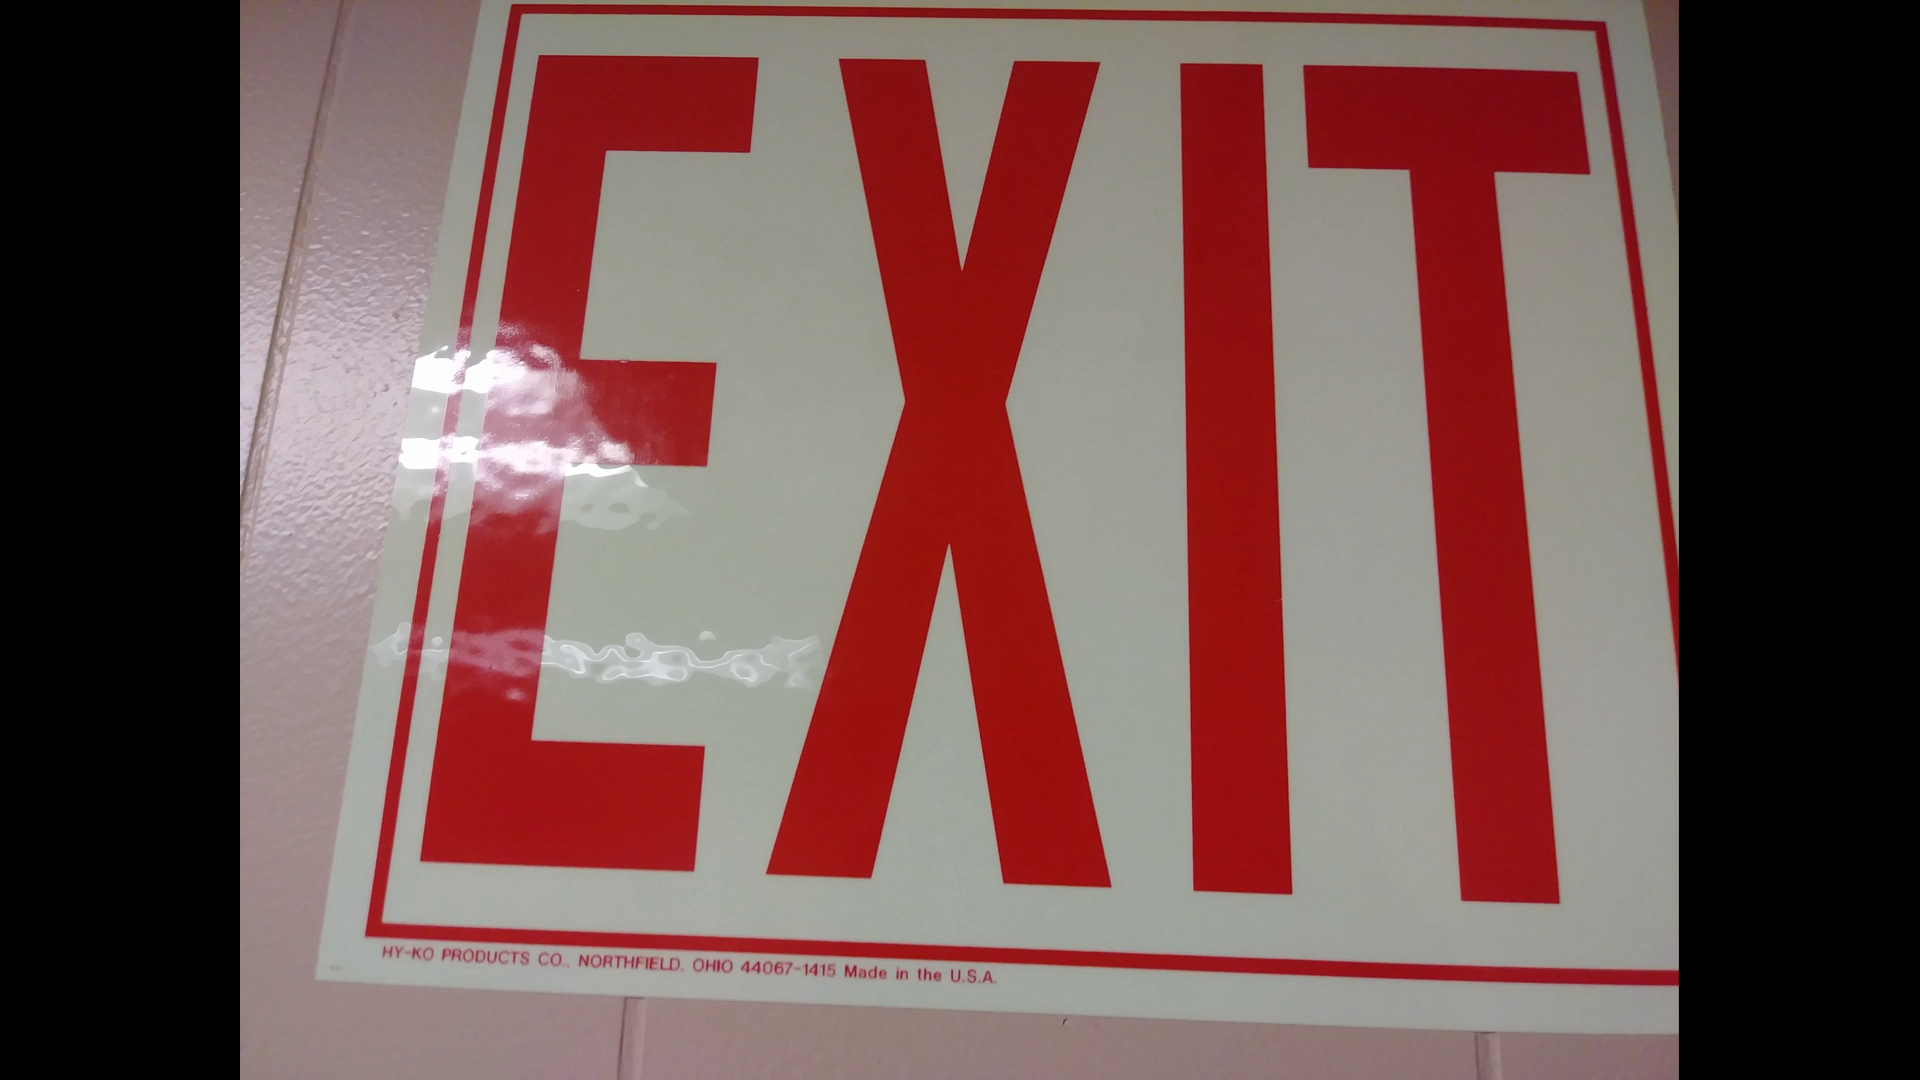 EXIT
HY-KO PRODUCTS CO., NORTHFIELD, OHIO 44067-1415 Made in the U.S.A.